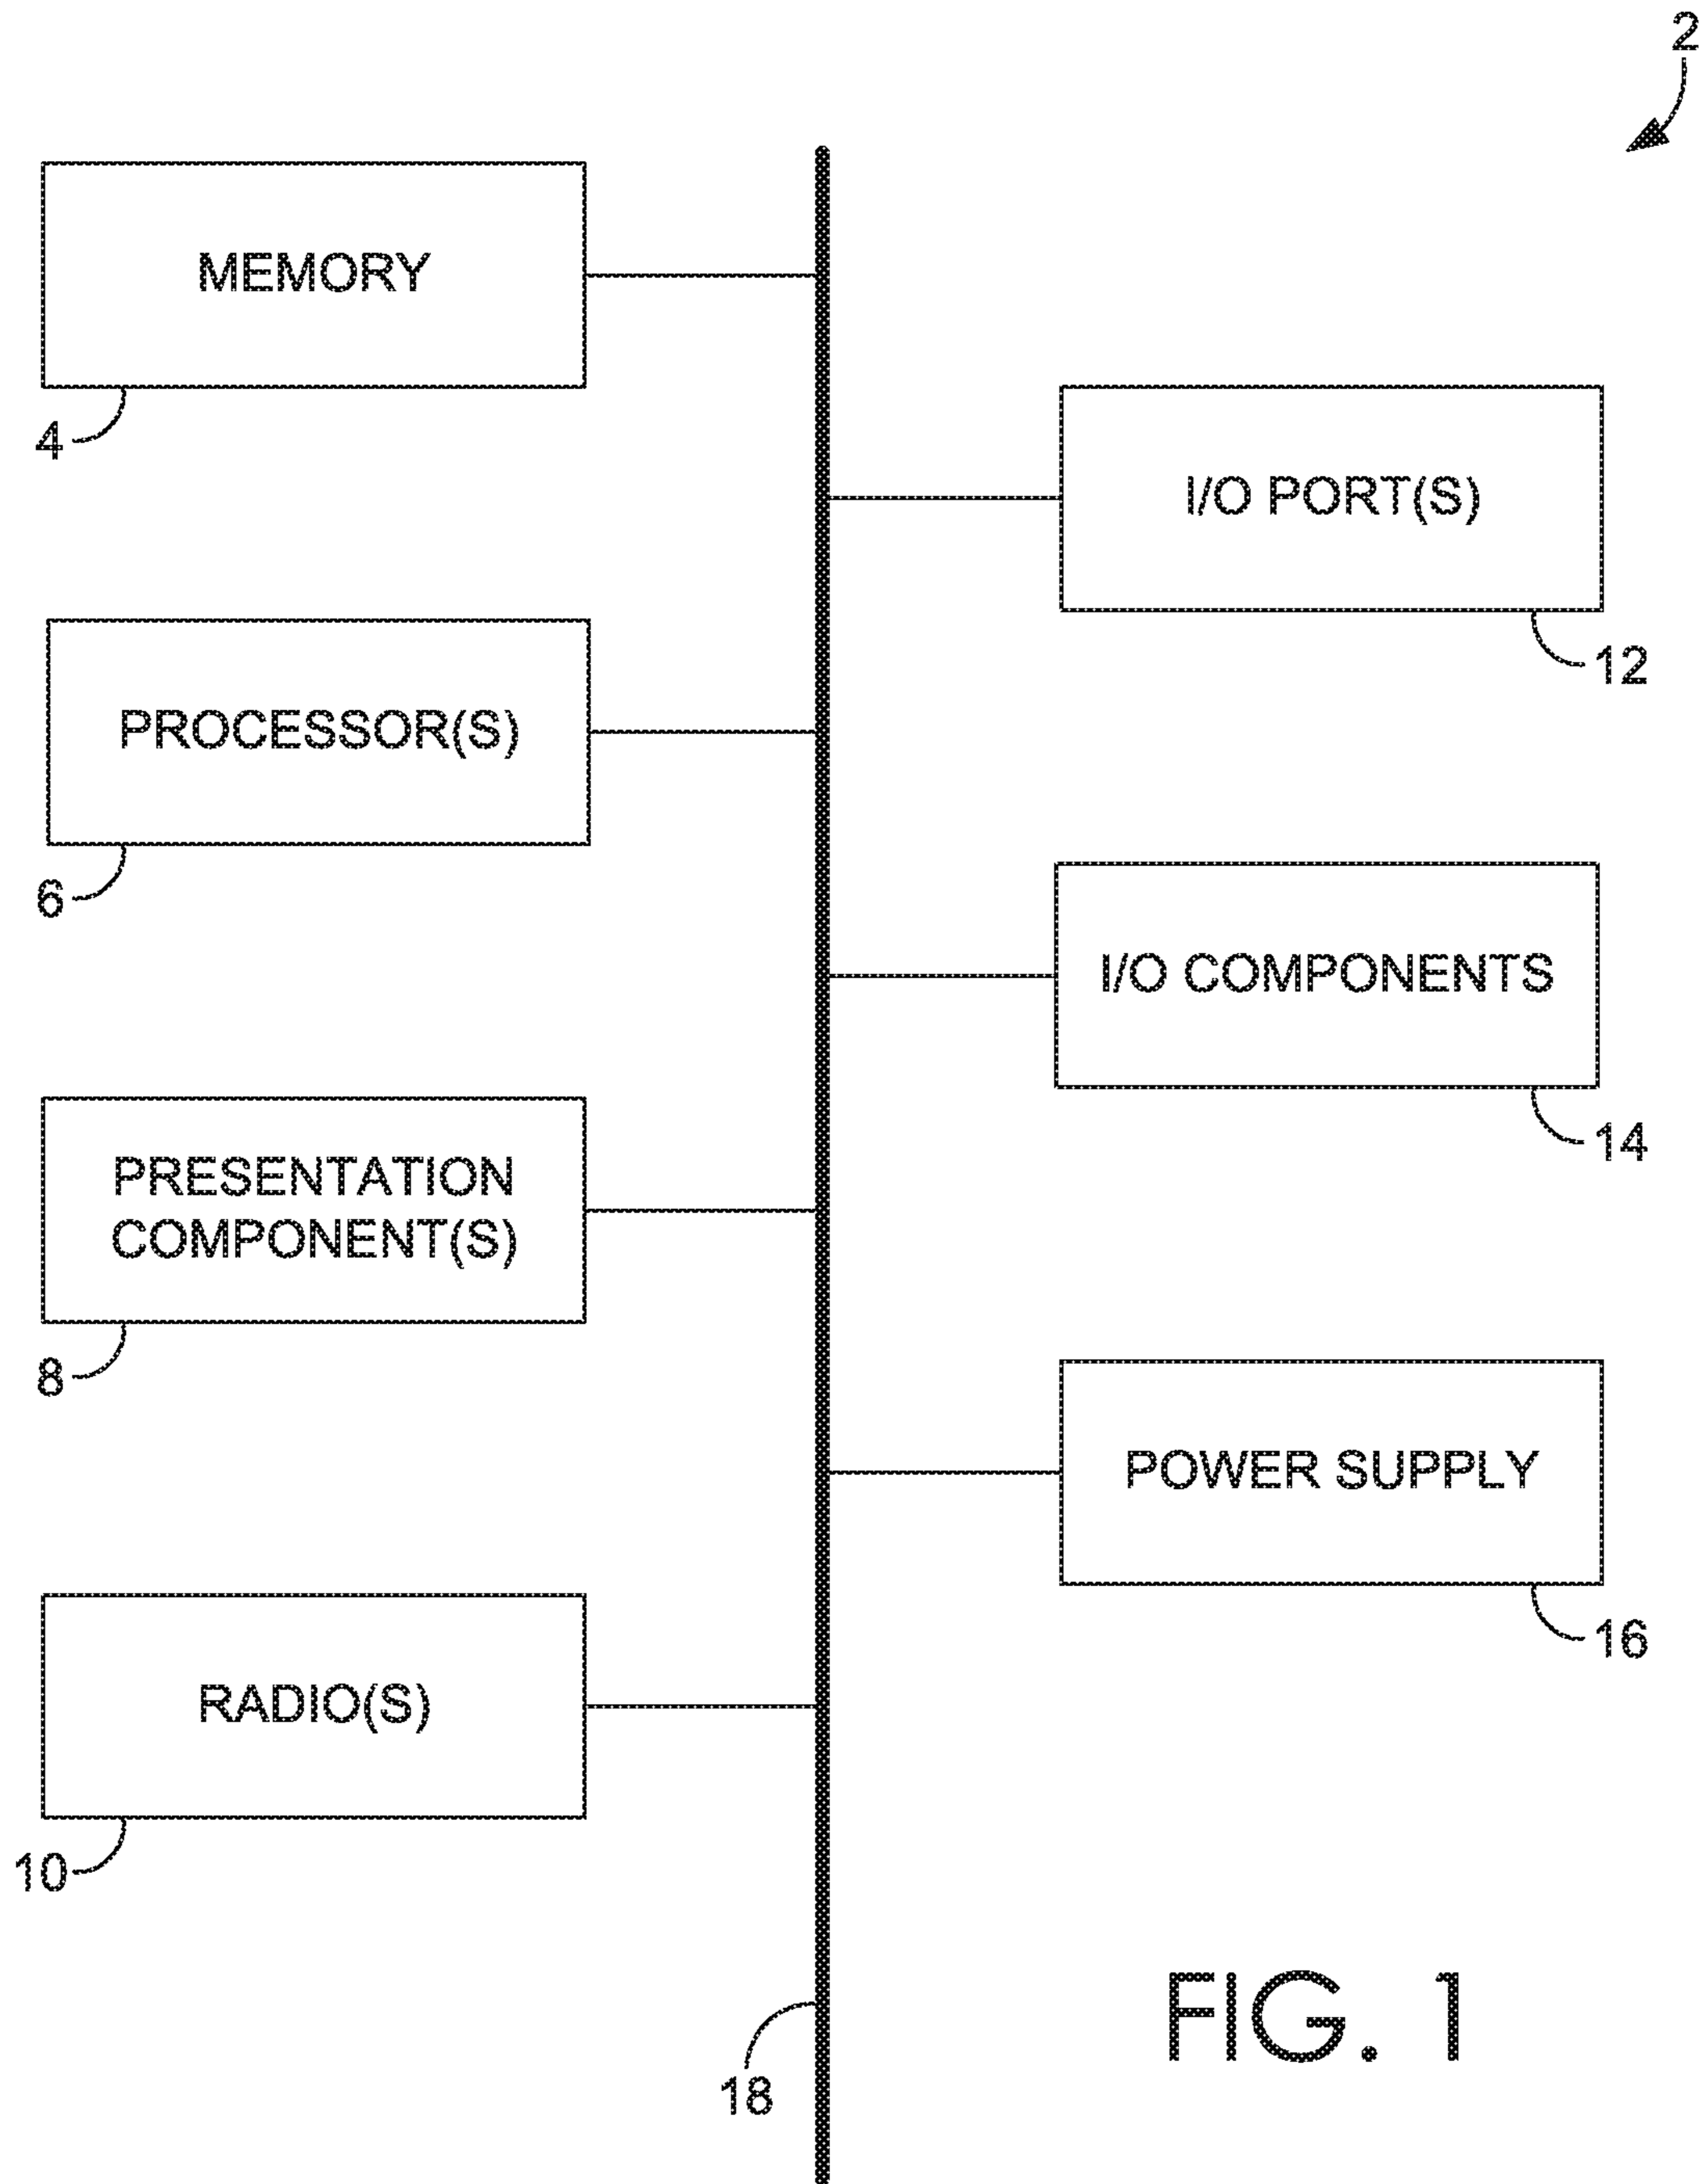 2
MEMORY
4
I/O PORT(S)
12
PROCESSOR(S)
6
I/O COMPONENTS
14
PRESENTATION
COMPONENT(S)
8
POWER SUPPLY
16
RADIO(S)
10
18
FIG. 1